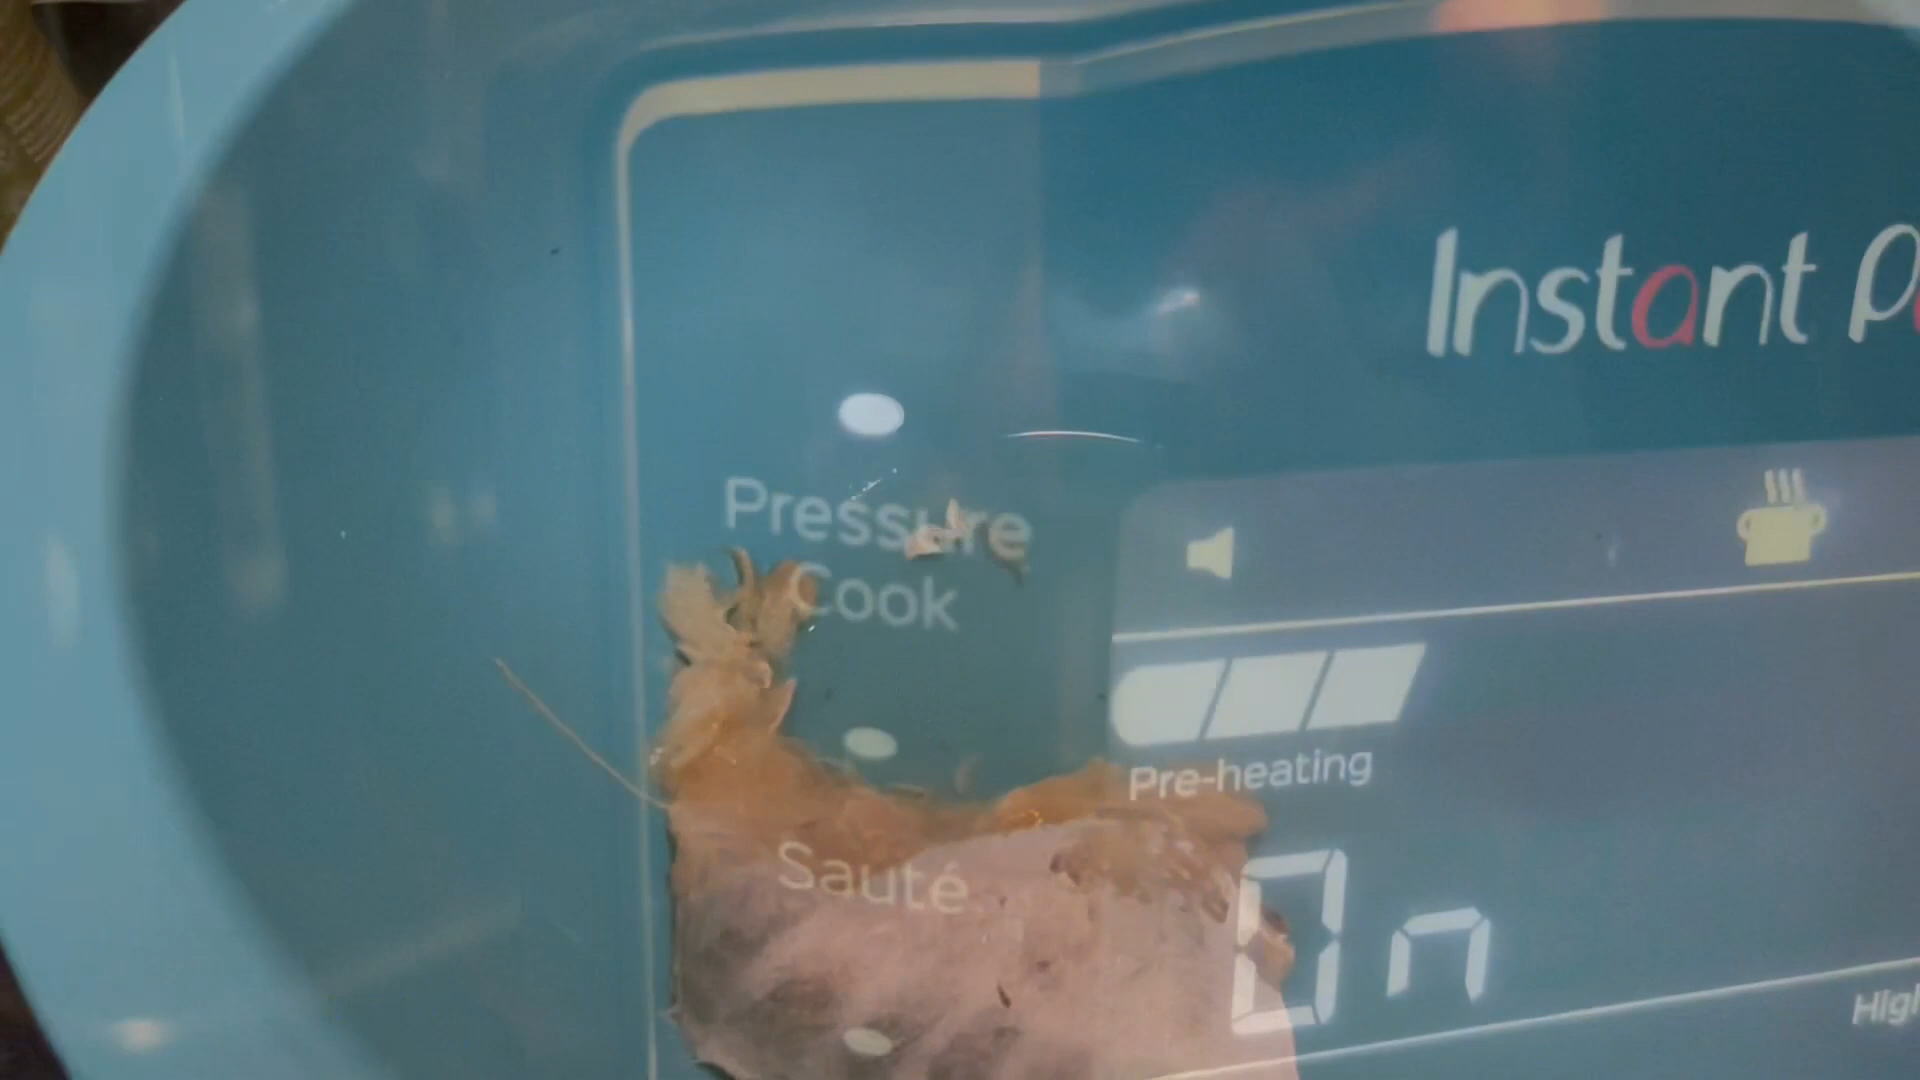 Instant P
Pressure
Cook
Pre-heating
Sauté
On
High